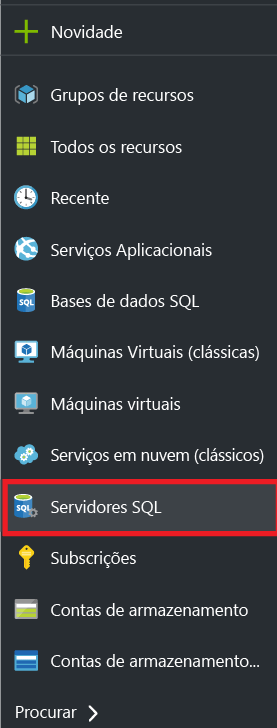 Novidade
Grupos de recursos
Todos os recursos
Recente
Serviços Aplicacionais
SQL
Bases de dados SQL
Máquinas Virtuais (clássicas)
Máquinas virtuais
Serviços em nuvem (clássicos)
SQL
Servidores SQL
Subscrições
Contas de armazenamento
Contas de armazenamento...
Procurar